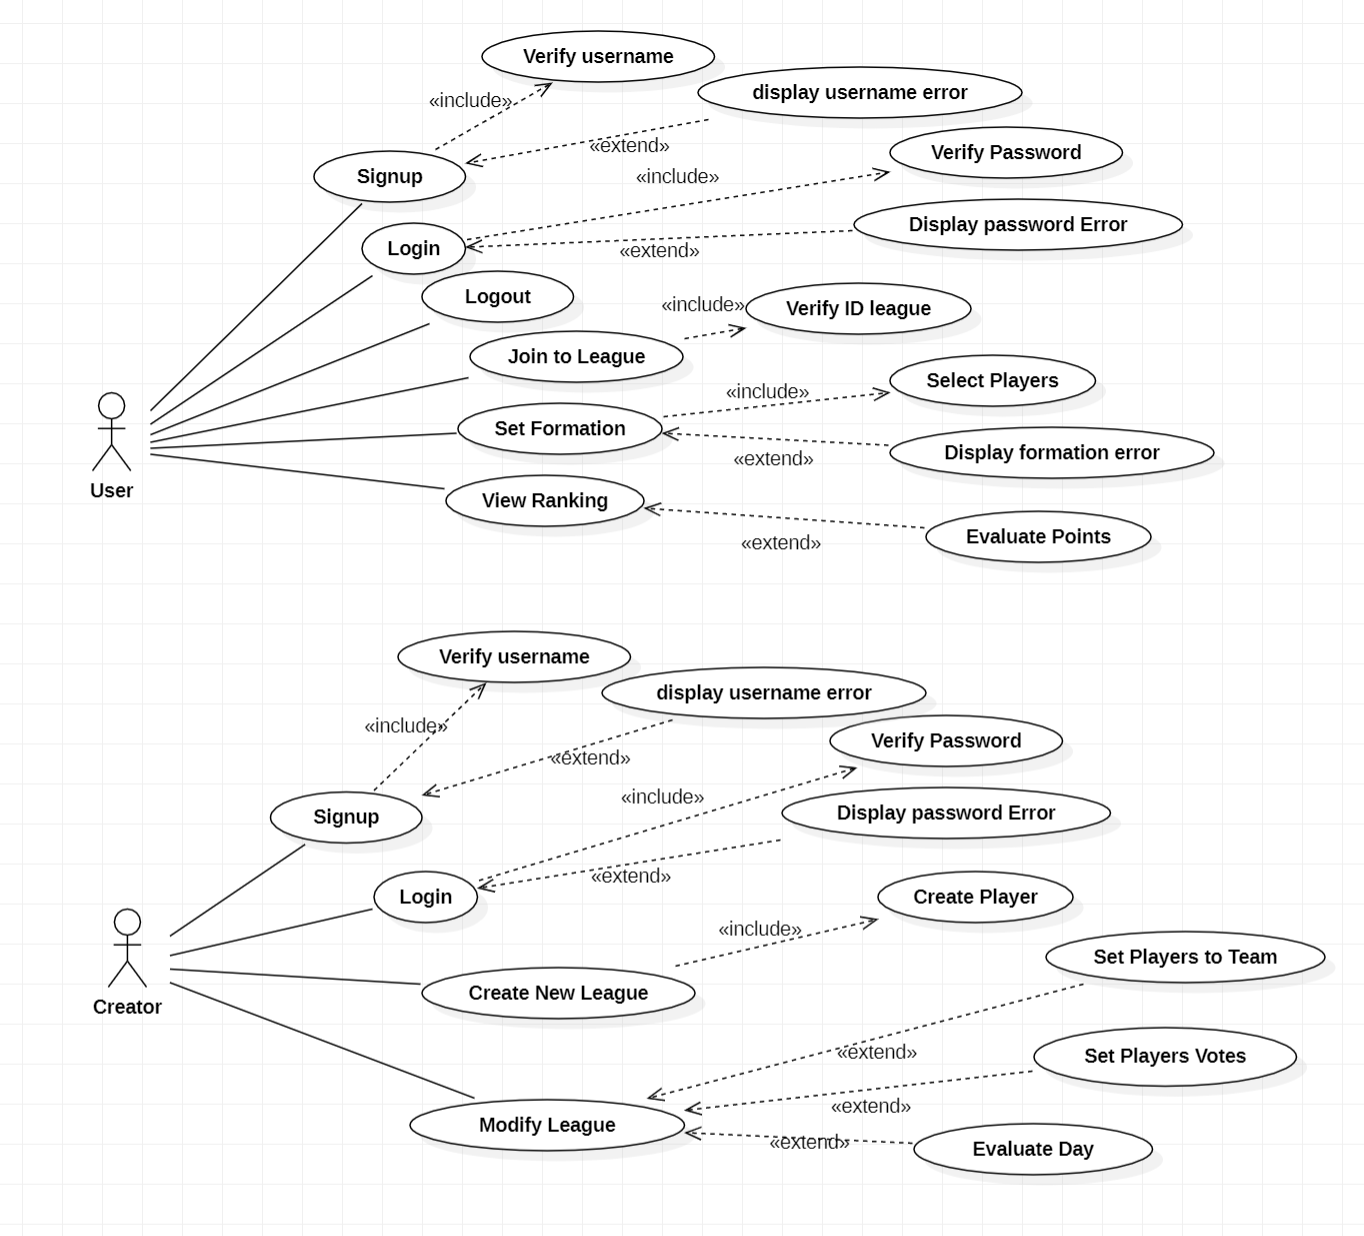 Verify username
display username error
«include»
«extend»
Verify Password
Signup
«include»
Display password Error
Login
«extend»
Logout
«include»
Verify ID league
Join to League
Select Players
«include»
Set Formation
Display formation error
«extend»
User
View Ranking
Evaluate Points
«extend»
Verify username
display username error
«include»
Verify Password
«extend»
«include»
Signup
Display password Error
«extend»
Login
Create Player
«include»
Set Players to Team
Create New League
Creator
«extend»
Set Players Votes
«extend»
Modify League
«extend»
Evaluate Day